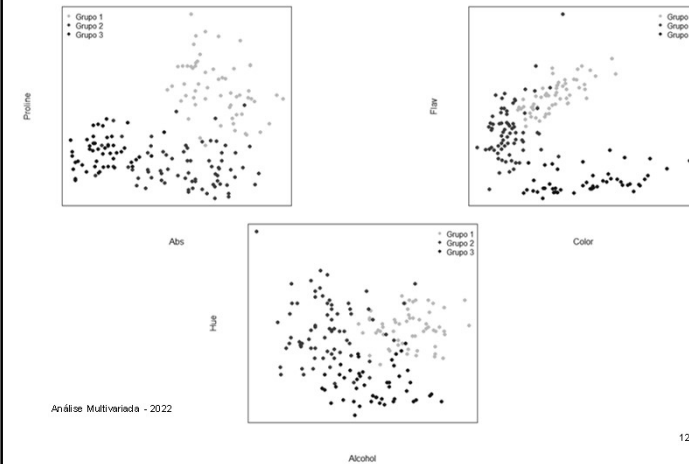 Grupo 1
Grupo 2
Grupo 3
Proline
Abs
Grupo
Grupo
Grupo
Flav
Color
Grupo 1
Grupo 2
Grupo 3
Hue
Alcohol
Análise Multivariada - 2022
12